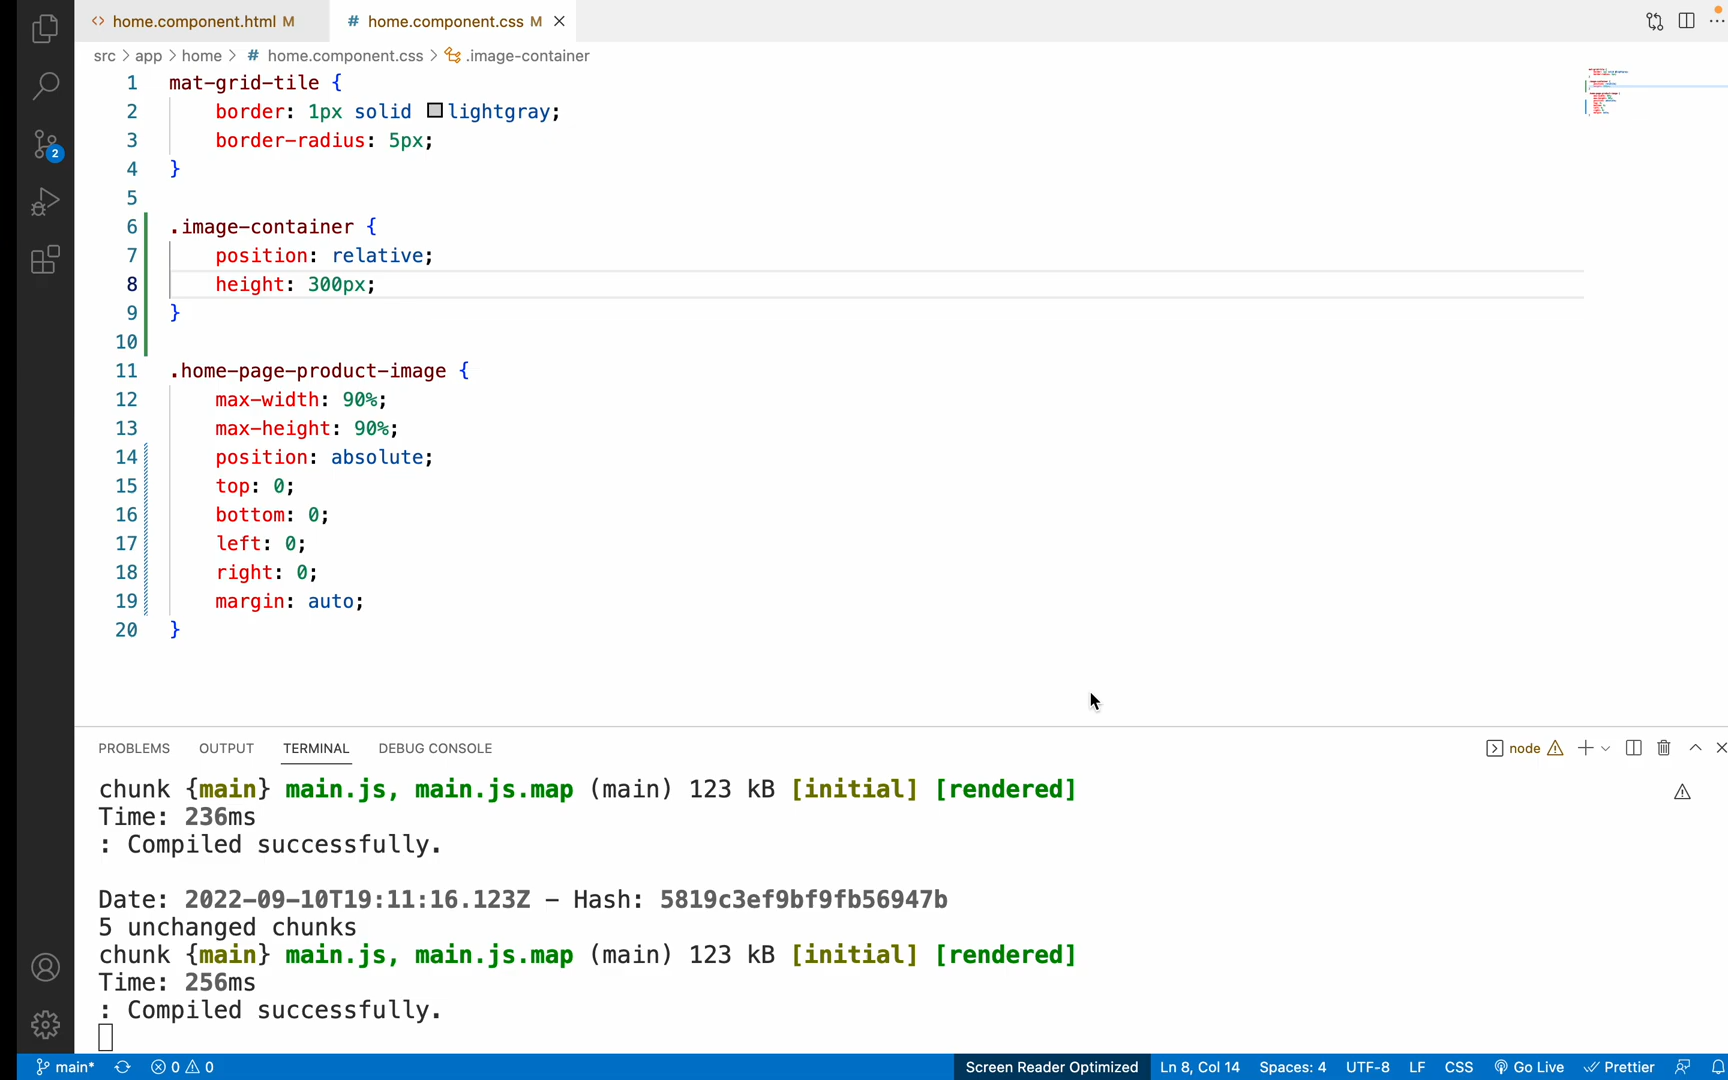 <> home.component.html M
# home.component.css M
src > app > home > # home.component.css > .image-container
1 mat-grid-tile {
2 border: 1px solid lightgray;
3 border-radius: 5px;
4 }
5
6 .image-container {
7 position: relative;
8 height: 300px;
9 }
10
11 .home-page-product-image {
12 max-width: 90%;
13 max-height: 90%;
14 position: absolute;
15 top: 0;
16 bottom: 0;
17 left: 0;
18 right: 0;
19 margin: auto;
20 }
2
PROBLEMS OUTPUT TERMINAL DEBUG CONSOLE
node
chunk {main} main.js, main.js.map (main) 123 kB [initial] [rendered]
Time: 236ms
: Compiled successfully.
Date: 2022-09-10T19:11:16.123Z – Hash: 5819c3ef9bf9fb56947b
5 unchanged chunks
chunk {main} main.js, main.js.map (main) 123 kB [initial] [rendered]
Time: 256ms
: Compiled successfully.
main* 0 0 Screen Reader Optimized Ln 8, Col 14 Spaces: 4 UTF-8 LF CSS Go Live Prettier